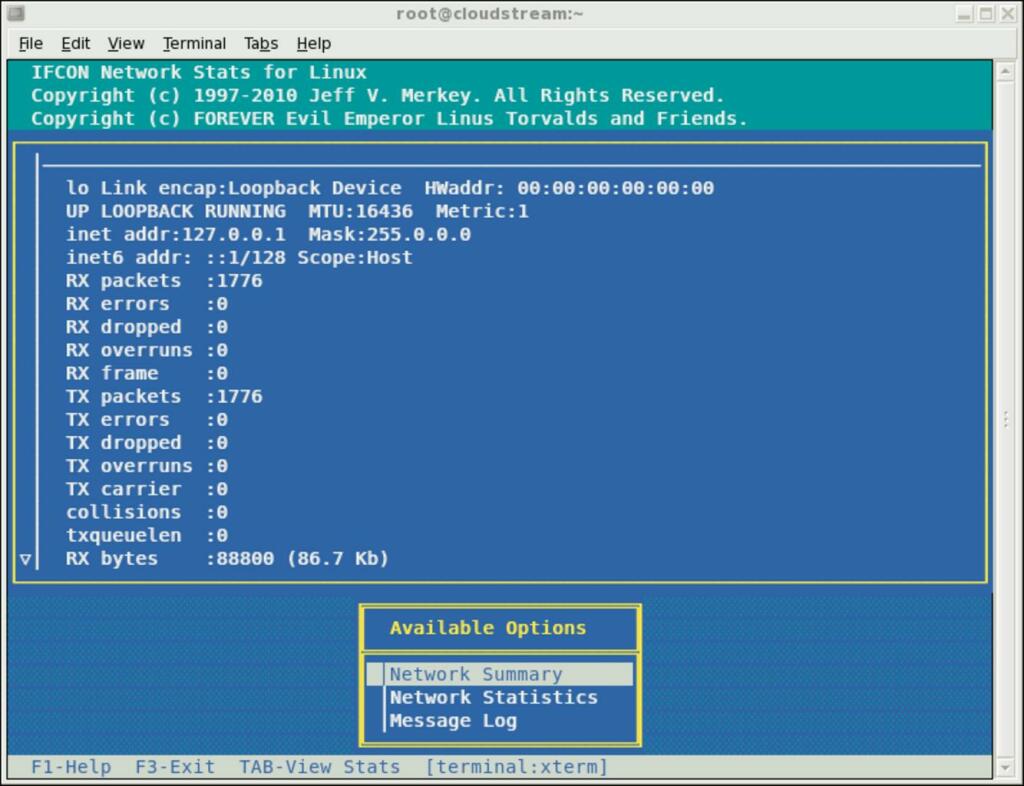 root@cloudstream:~
File Edit View Terminal Tabs Help
IFCON Network Stats for Linux
Copyright (c) 1997-2010 Jeff V. Merkey. All Rights Reserved.
Copyright (c) FOREVER Evil Emperor Linus Torvalds and Friends.
lo Link encap:Loopback Device  HWaddr: 00:00:00:00:00:00
UP LOOPBACK RUNNING  MTU:16436  Metric:1
inet addr:127.0.0.1  Mask:255.0.0.0
inet6 addr: ::1/128 Scope:Host
RX packets  :1776
RX errors   :0
RX dropped  :0
RX overruns :0
RX frame    :0
TX packets  :1776
TX errors   :0
TX dropped  :0
TX overruns :0
TX carrier  :0
collisions  :0
txqueuelen  :0
RX bytes    :88800 (86.7 Kb)
Available Options
Network Summary
Network Statistics
Message Log
F1-Help  F3-Exit  TAB-View Stats  [terminal:xterm]